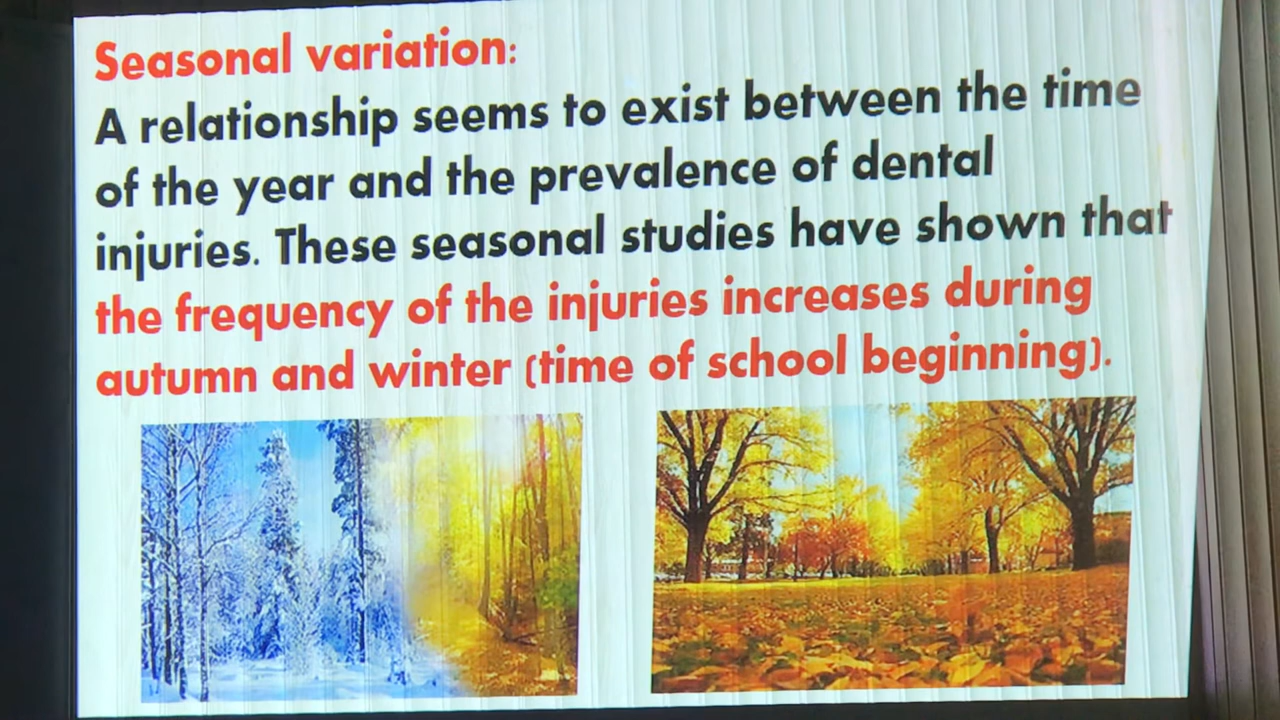 Seasonal variation:
A relationship seems to exist between the time
of the year and the prevalence of dental
injuries. These seasonal studies have shown that
the frequency of the injuries increases during
autumn and winter (time of school beginning).